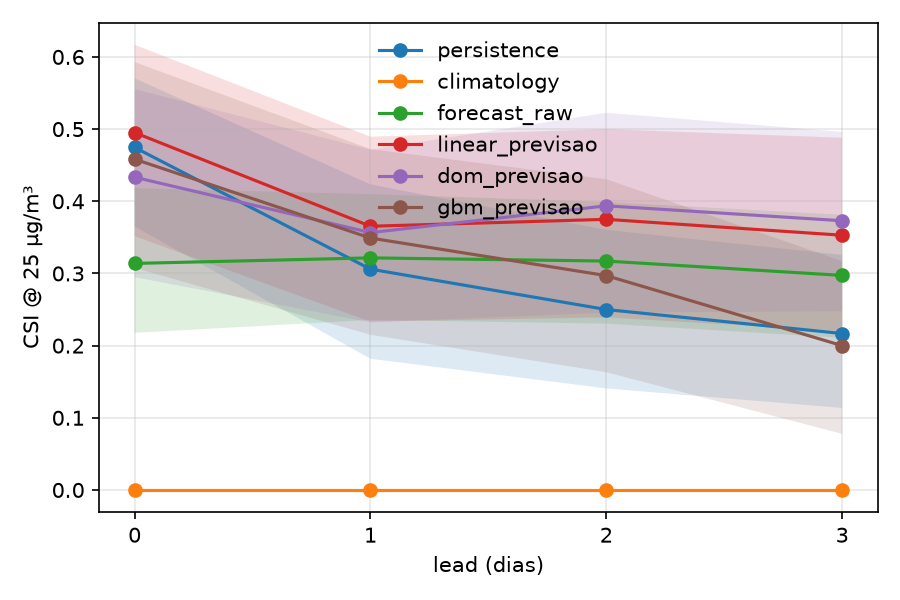 CSI @ 25 µg/m³
0.6
0.5
0.4
0.3
0.2
0.1
0.0
persistence
climatology
forecast_raw
linear_previsao
dom_previsao
gbm_previsao
0 1 2 3
lead (dias)